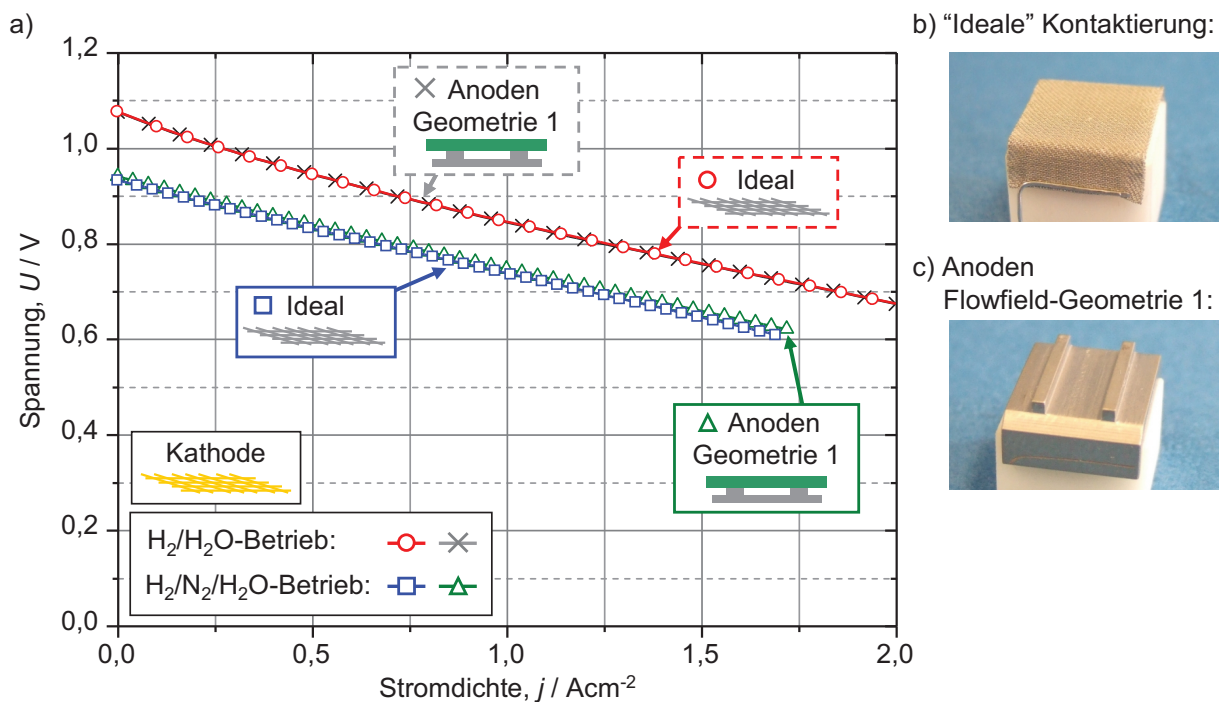 a)
1,2
1,0
0,8
0,6
0,4
0,2
0,0
Spannung, U / V
0,0
0,5
1,0
1,5
2,0
Stromdichte, j / Acm⁻²
Anoden
Geometrie 1
Ideal
Ideal
Anoden
Geometrie 1
Kathode
H₂/H₂O-Betrieb:
H₂/N₂/H₂O-Betrieb:
b) “Ideale” Kontaktierung:
c) Anoden
Flowfield-Geometrie 1: